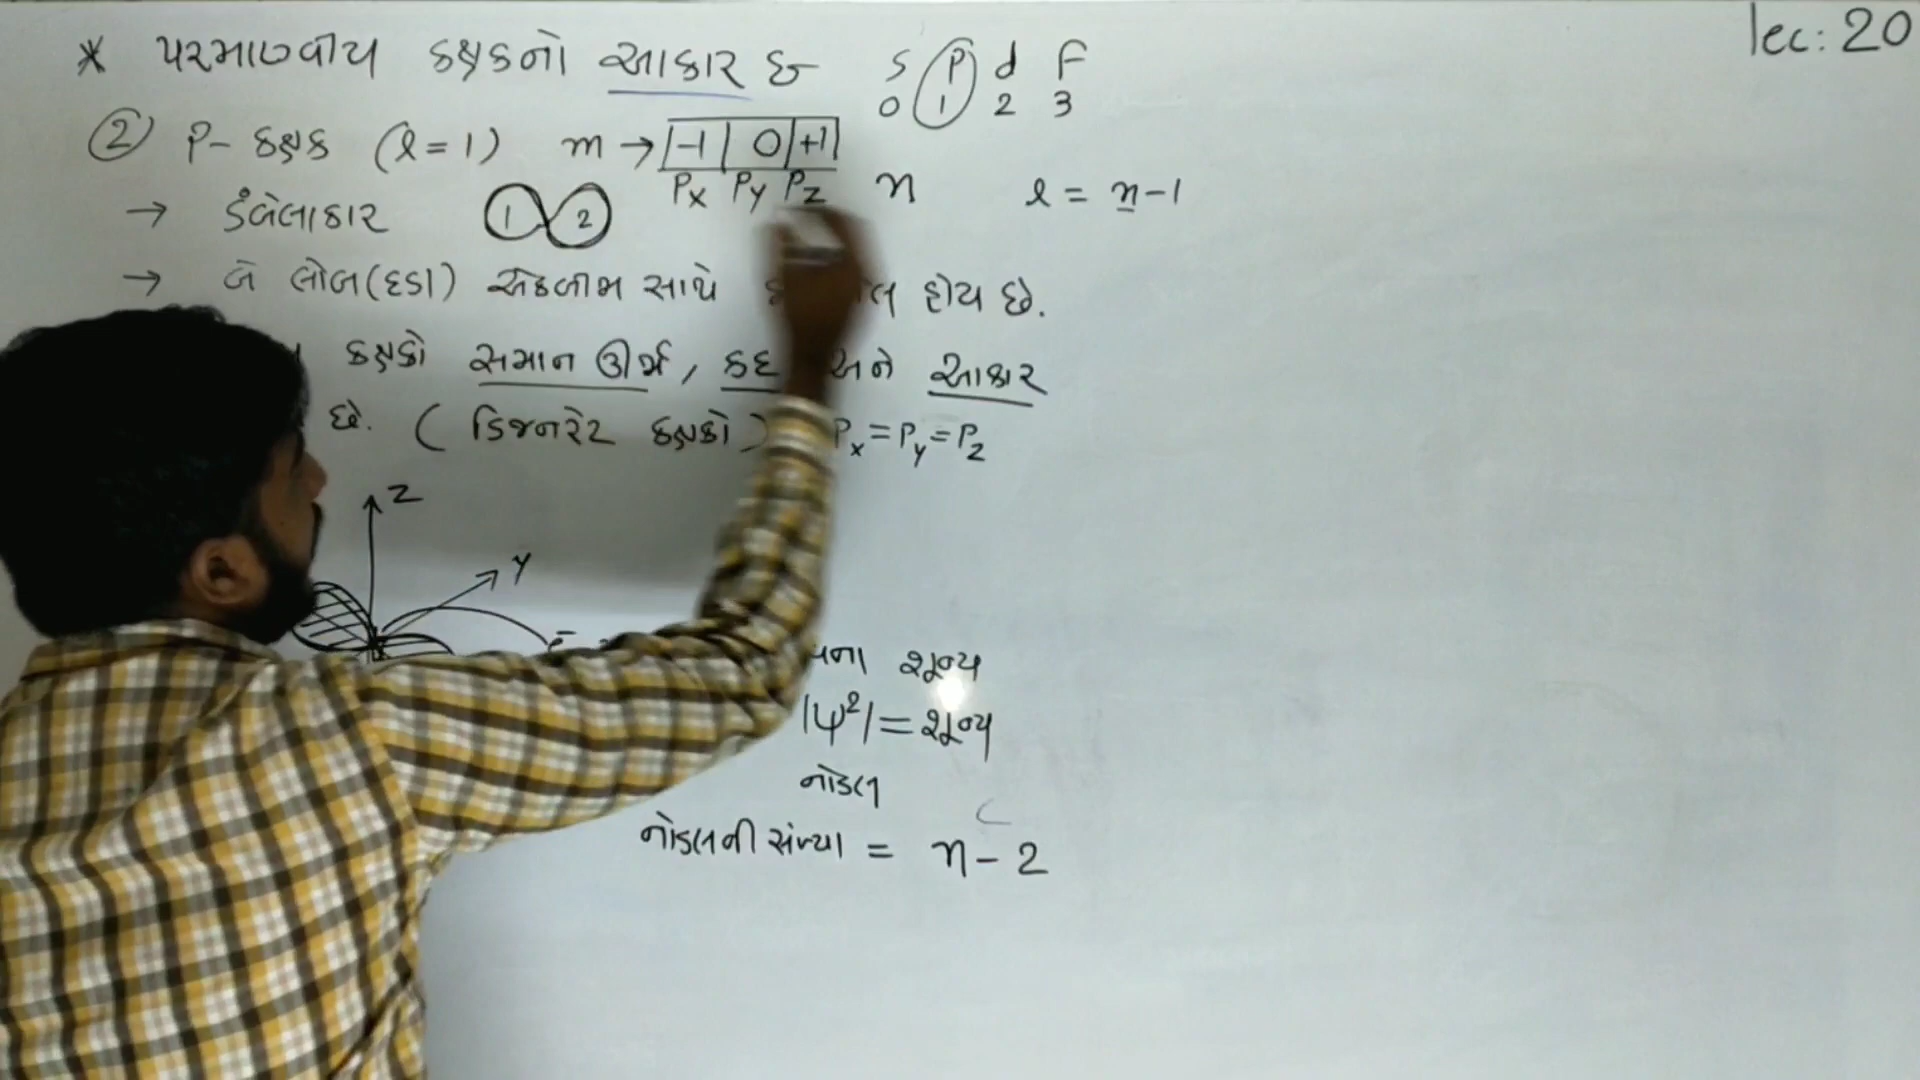 * પરમાણ્વીય કક્ષકનો આકાર ઃ- s p d f
0 1 2 3
lec: 20
② P- કક્ષક (l = 1) m → -1 0 +1
Px Py Pz n l = n-1
→ ડંબેલાકાર 1 2
→ બે લોબ(દડા) એકબીજા સાથે હોય છે.
કક્ષકો સમાન ઊર્જા, કદ અને આકાર
છે. (ડિજનરેટ કક્ષકો) Px = Py = Pz
z
y
શૂન્ય
|ψ²| = શૂન્ય
નોડલ
નોડલની સંખ્યા = n - 2